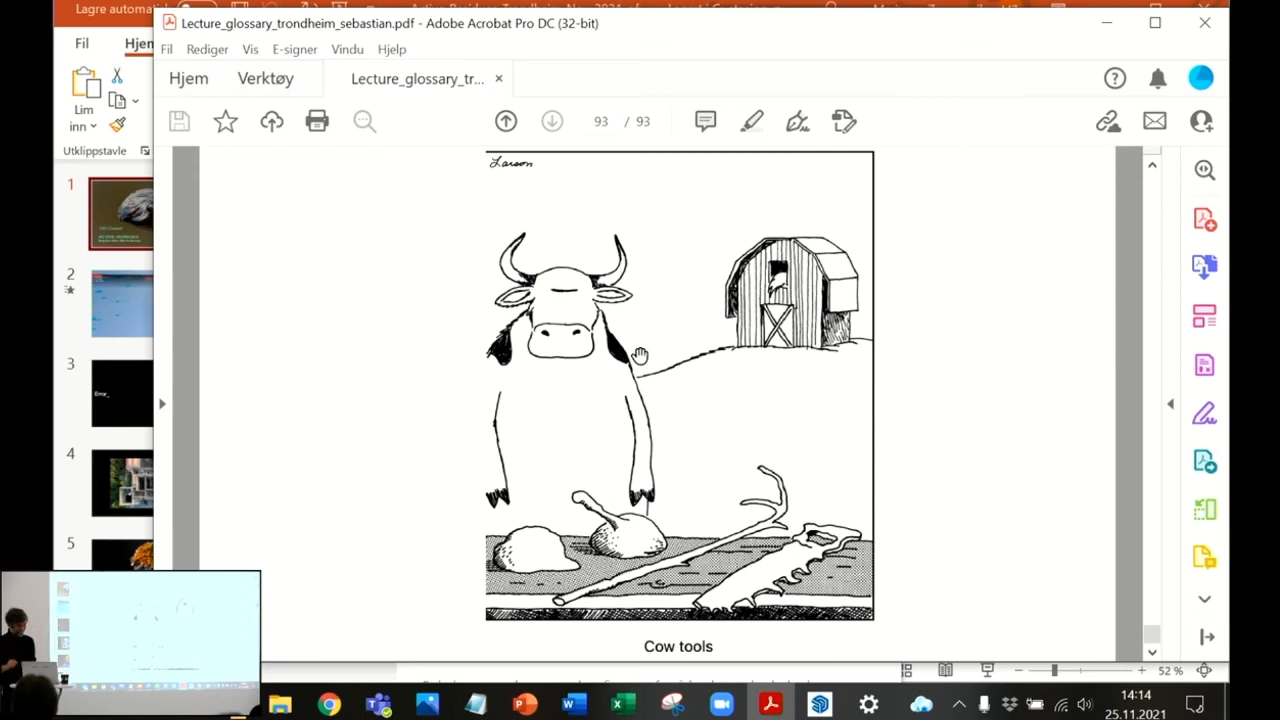 Lagre automatisk
Lecture_glossary_trondheim_sebastian.pdf - Adobe Acrobat Pro DC (32-bit)
Fil
Hjem
Fil Rediger Vis E-signer Vindu Hjelp
Hjem Verktøy Lecture_glossary_tr... ×
Lim
inn
Utklippstavle
93 / 93
1
2
3
Error_
4
5
Larson
Cow tools
52 %
14:14
25.11.2021